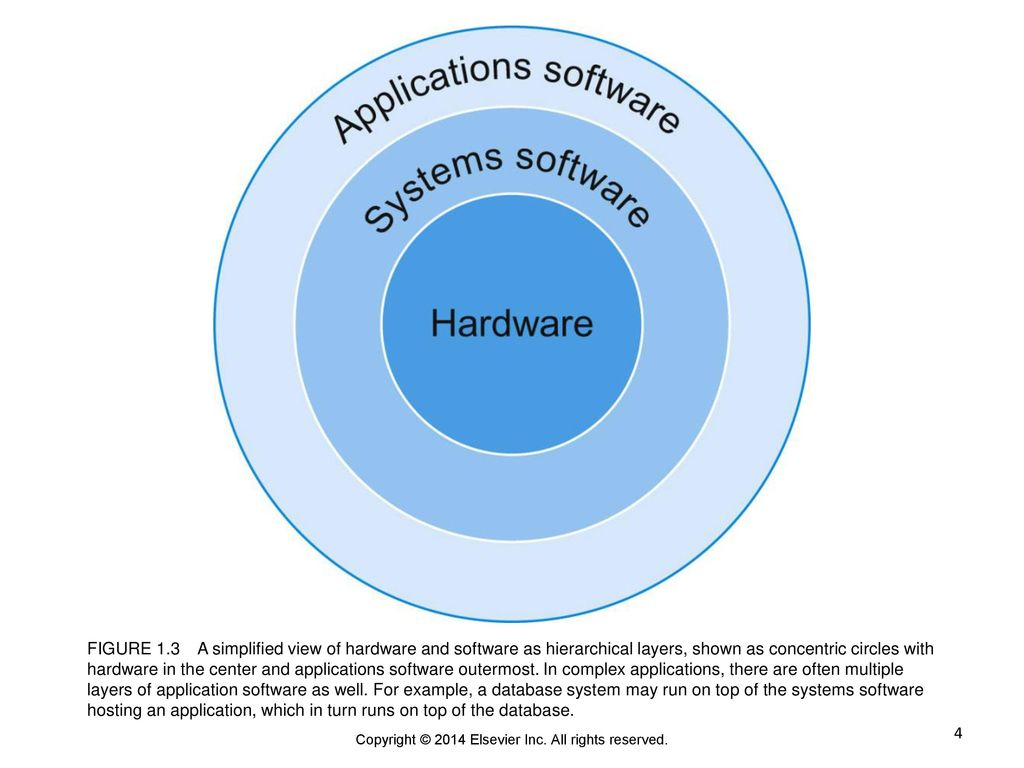 Applications software
Systems software
Hardware
FIGURE 1.3 A simplified view of hardware and software as hierarchical layers, shown as concentric circles with
hardware in the center and applications software outermost. In complex applications, there are often multiple
layers of application software as well. For example, a database system may run on top of the systems software
hosting an application, which in turn runs on top of the database.
4
Copyright © 2014 Elsevier Inc. All rights reserved.